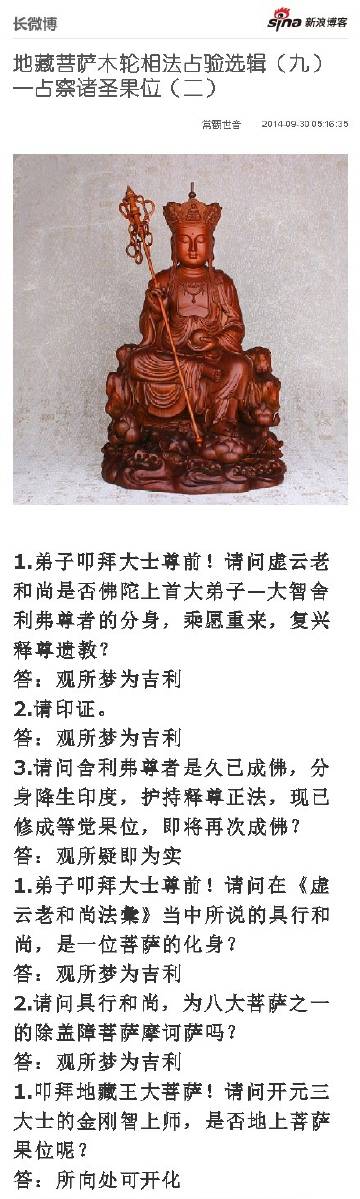 长微博
sina 新浪博客
地藏菩萨木轮相法占验选辑（九）
—占察诸圣果位（二）
常霸世音 2014-09-30 05:16:35
1.弟子叩拜大士尊前！请问虚云老
和尚是否佛陀上首大弟子—大智舍
利弗尊者的分身，乘愿重来，复兴
释尊遗教？
答：观所梦为吉利
2.请印证。
答：观所梦为吉利
3.请问舍利弗尊者是久已成佛，分
身降生印度，护持释尊正法，现已
修成等觉果位，即将再次成佛？
答：观所疑即为实
1.弟子叩拜大士尊前！请问在《虚
云老和尚法彙》当中所说的具行和
尚，是一位菩萨的化身？
答：观所梦为吉利
2.请问具行和尚，为八大菩萨之一
的除盖障菩萨摩诃萨吗？
答：观所梦为吉利
1.叩拜地藏王大菩萨！请问开元三
大士的金刚智上师，是否地上菩萨
果位呢？
答：所向处可开化